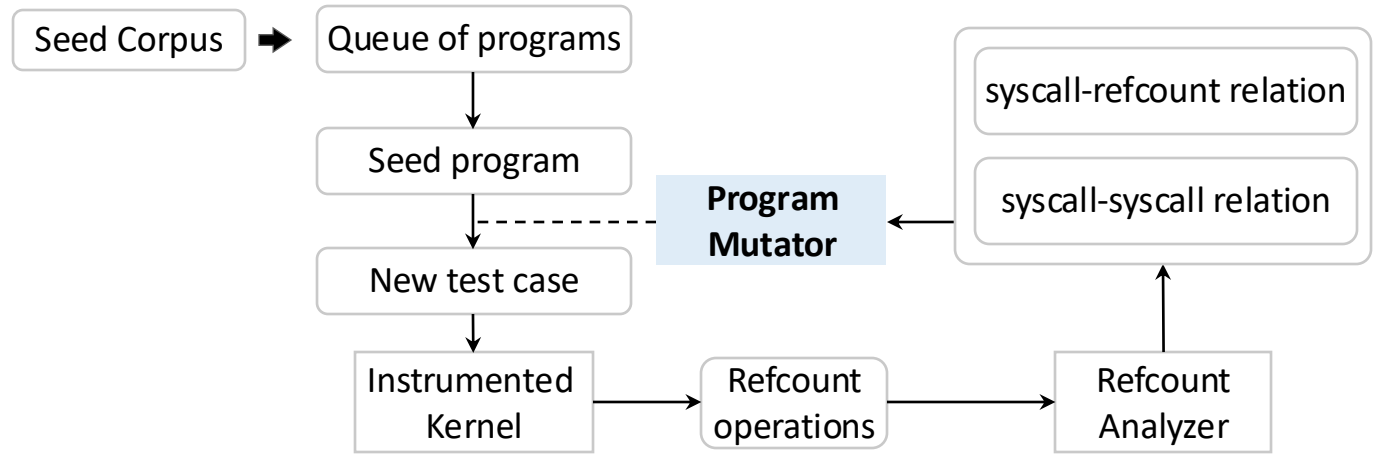 Seed Corpus
Queue of programs
Seed program
New test case
Instrumented
Kernel
Refcount
operations
Refcount
Analyzer
syscall-refcount relation
syscall-syscall relation
Program
Mutator